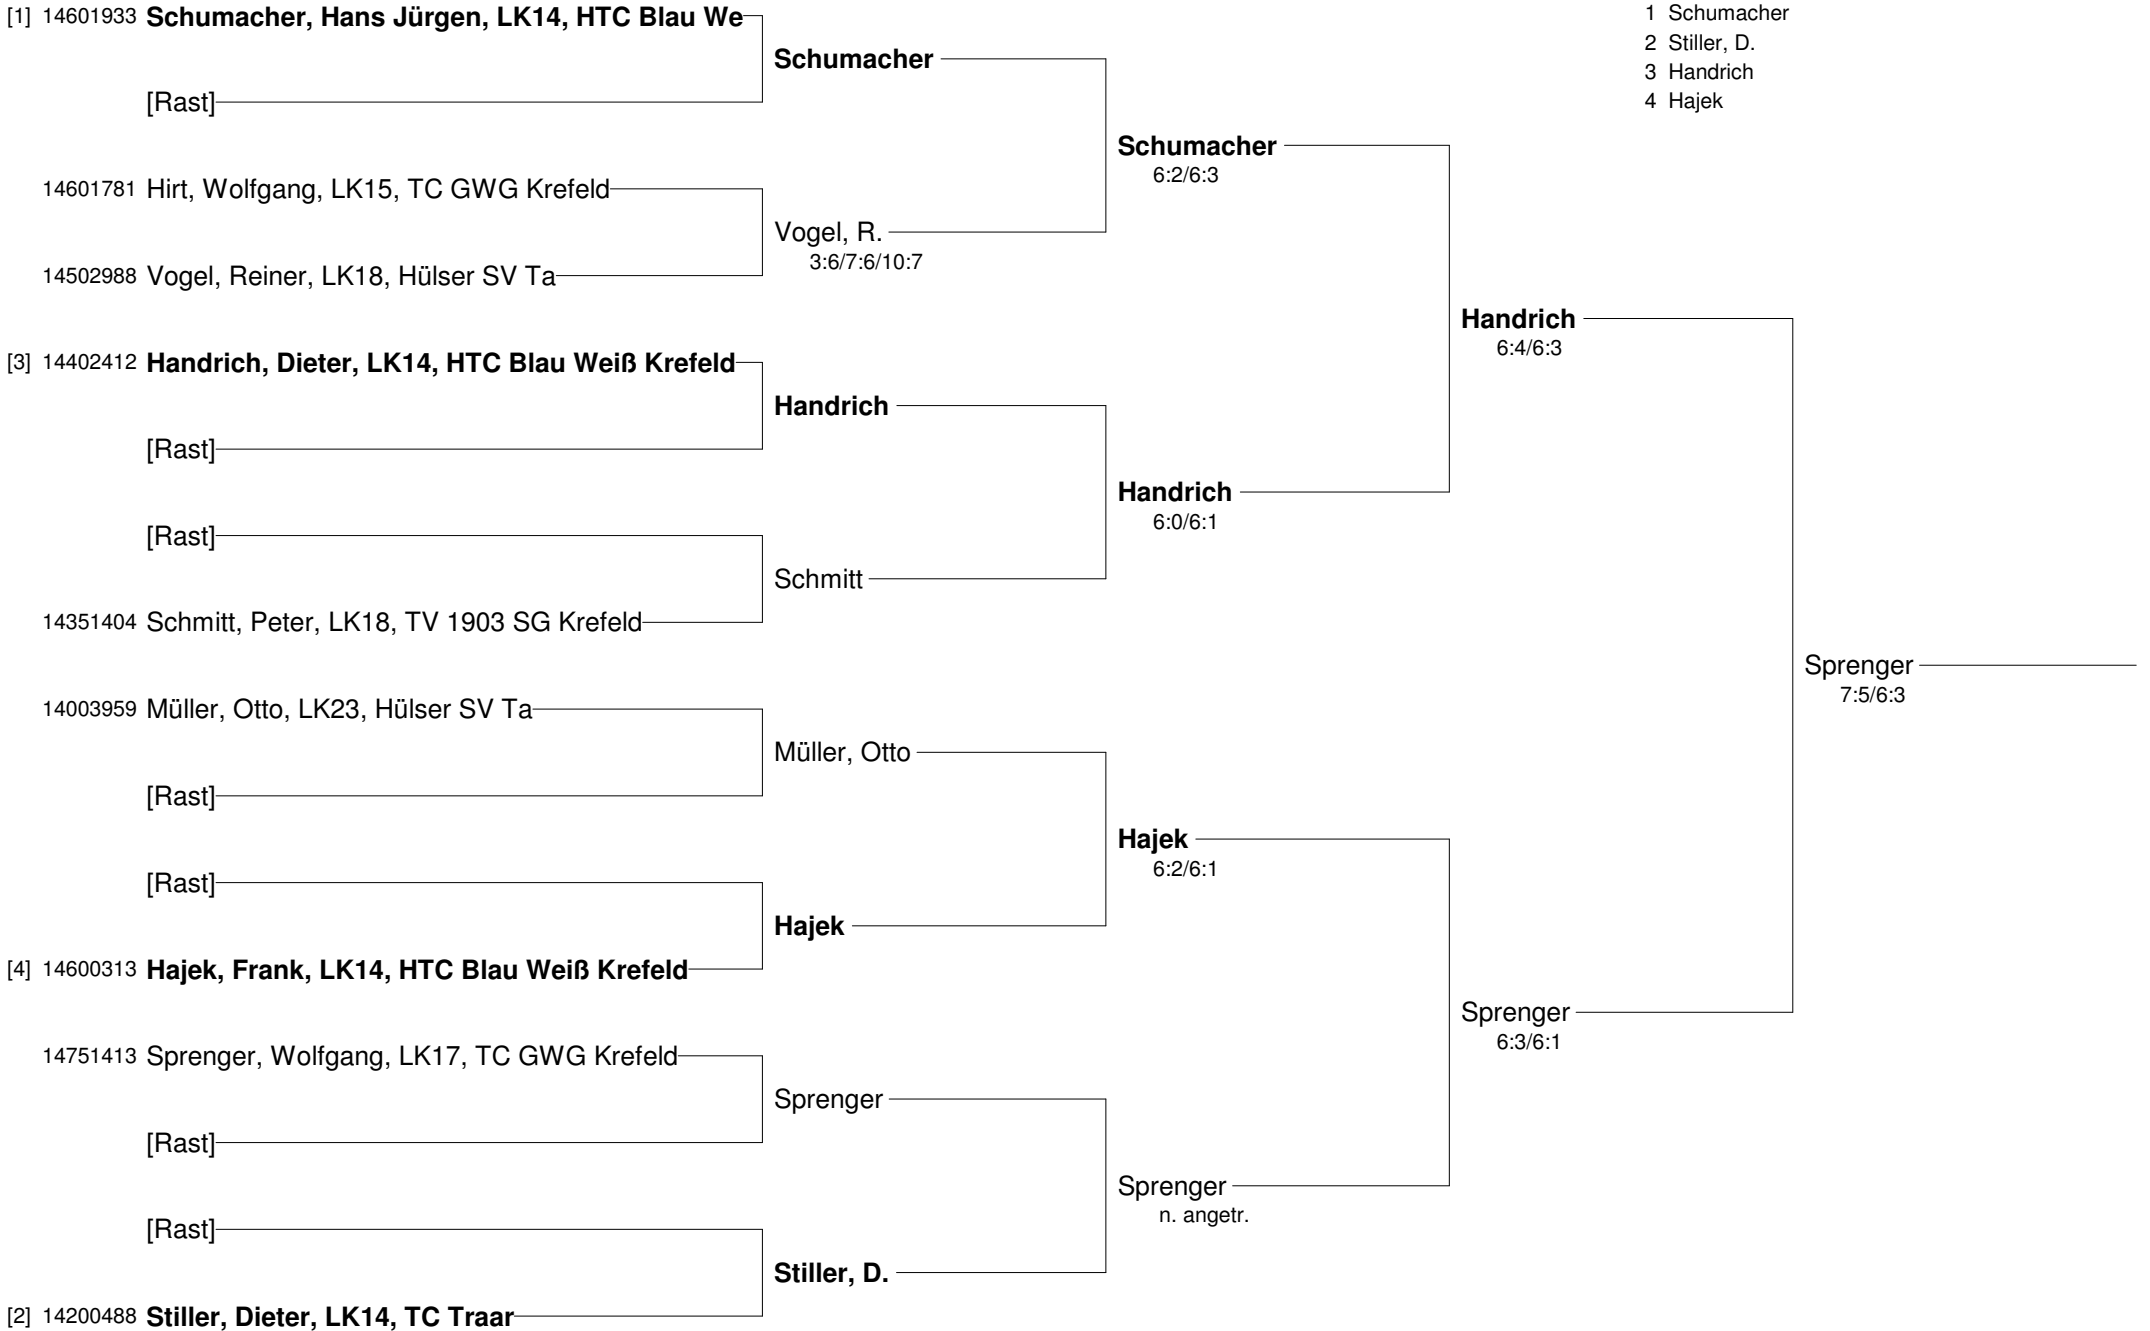 [1] 14601933 Schumacher, Hans Jürgen, LK14, HTC Blau We
[Rast]
14601781 Hirt, Wolfgang, LK15, TC GWG Krefeld
14502988 Vogel, Reiner, LK18, Hülser SV Ta
[3] 14402412 Handrich, Dieter, LK14, HTC Blau Weiß Krefeld
[Rast]
[Rast]
14351404 Schmitt, Peter, LK18, TV 1903 SG Krefeld
14003959 Müller, Otto, LK23, Hülser SV Ta
[Rast]
[Rast]
[4] 14600313 Hajek, Frank, LK14, HTC Blau Weiß Krefeld
14751413 Sprenger, Wolfgang, LK17, TC GWG Krefeld
[Rast]
[Rast]
[2] 14200488 Stiller, Dieter, LK14, TC Traar
Schumacher
Vogel, R.
3:6/7:6/10:7
Handrich
Schmitt
Müller, Otto
Hajek
Sprenger
Stiller, D.
Schumacher
6:2/6:3
Handrich
6:0/6:1
Hajek
6:2/6:1
Sprenger
n. angetr.
Handrich
6:4/6:3
Sprenger
6:3/6:1
Sprenger
7:5/6:3
1 Schumacher
2 Stiller, D.
3 Handrich
4 Hajek